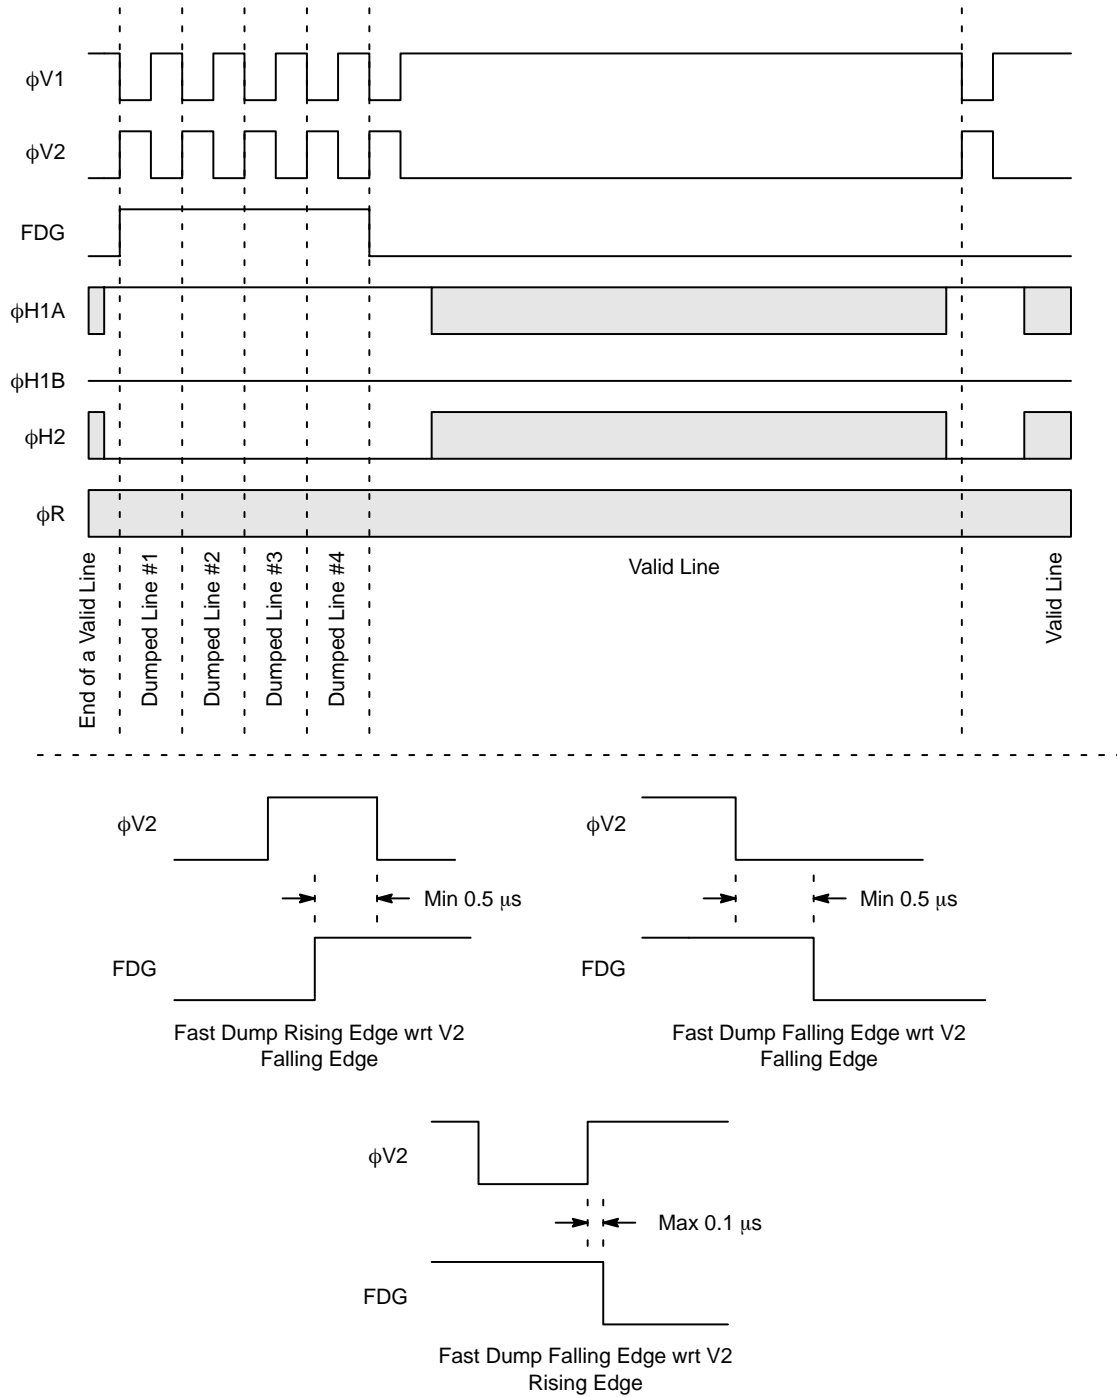 ϕV1
ϕV2
FDG
ϕH1A
ϕH1B
ϕH2
ϕR
End of a Valid Line
Dumped Line #1
Dumped Line #2
Dumped Line #3
Dumped Line #4
Valid Line
Valid Line
ϕV2
Min 0.5 μs
FDG
Fast Dump Rising Edge wrt V2
Falling Edge
ϕV2
Min 0.5 μs
FDG
Fast Dump Falling Edge wrt V2
Falling Edge
ϕV2
Max 0.1 μs
FDG
Fast Dump Falling Edge wrt V2
Rising Edge